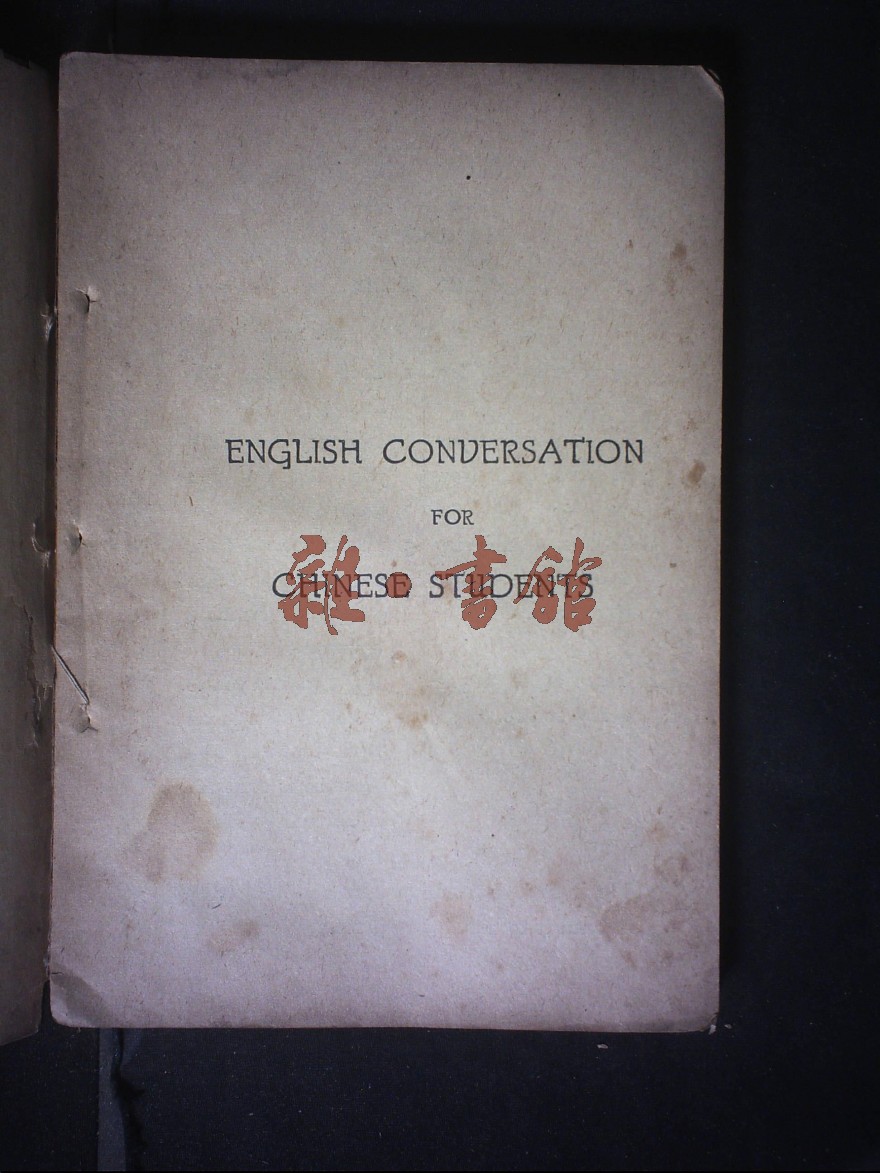 ENGLISH CONVERSATION
FOR
CHINESE STUDENTS
雜·書館